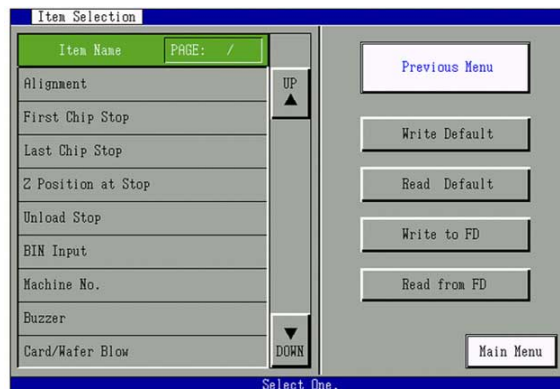 Item Selection
Item Name PAGE: /
Alignment
First Chip Stop
Last Chip Stop
Z Position at Stop
Unload Stop
BIN Input
Machine No.
Buzzer
Card/Wafer Blow
UP
▲
▼
DOWN
Previous Menu
Write Default
Read Default
Write to FD
Read from FD
Main Menu
Select One.